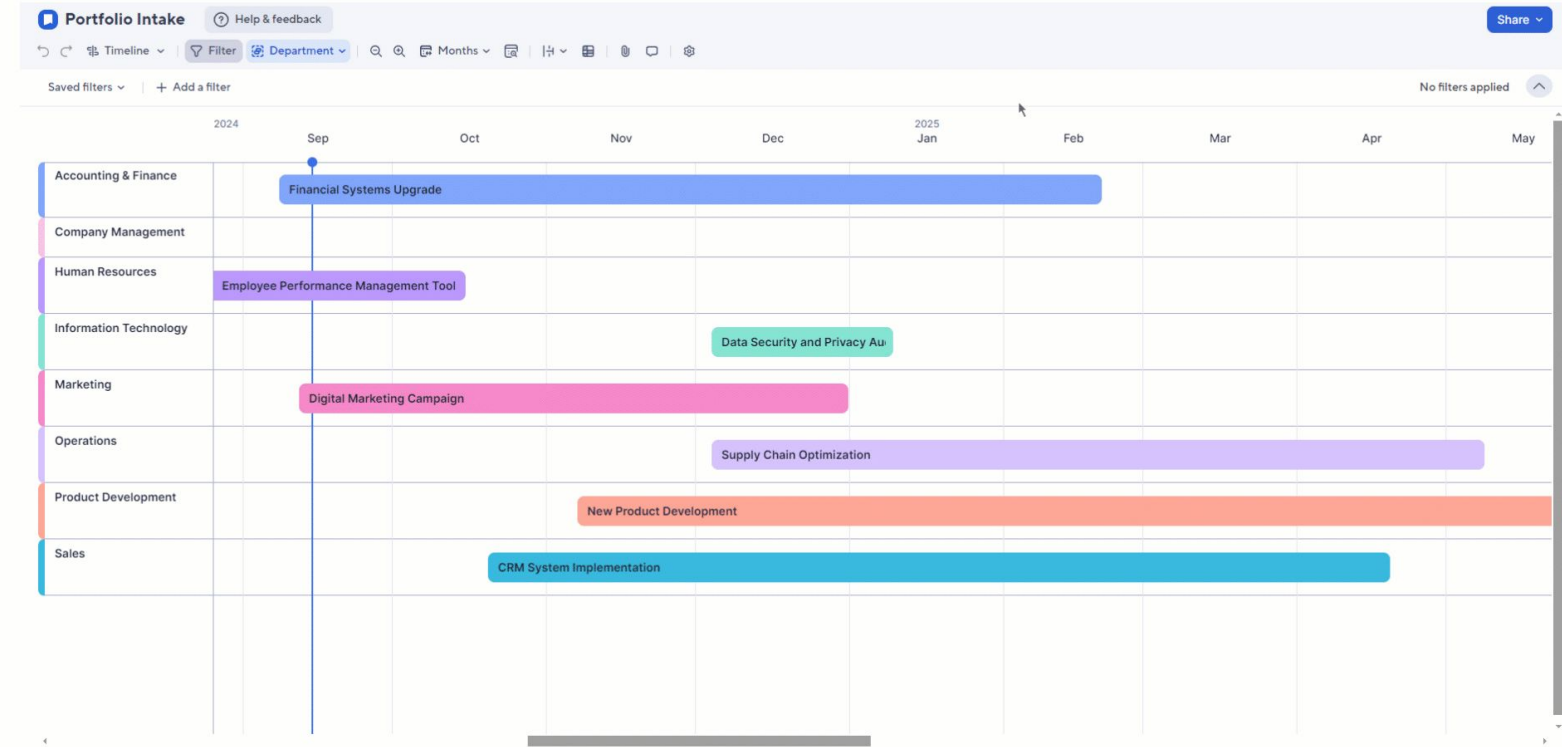 Portfolio Intake Help & feedback Share
Timeline Filter Department Months
Saved filters + Add a filter No filters applied
2024 2025
Sep Oct Nov Dec Jan Feb Mar Apr May
Accounting & Finance
Financial Systems Upgrade
Company Management
Human Resources
Employee Performance Management Tool
Information Technology
Data Security and Privacy
Marketing
Digital Marketing Campaign
Operations
Supply Chain Optimization
Product Development
New Product Development
Sales
CRM System Implementation